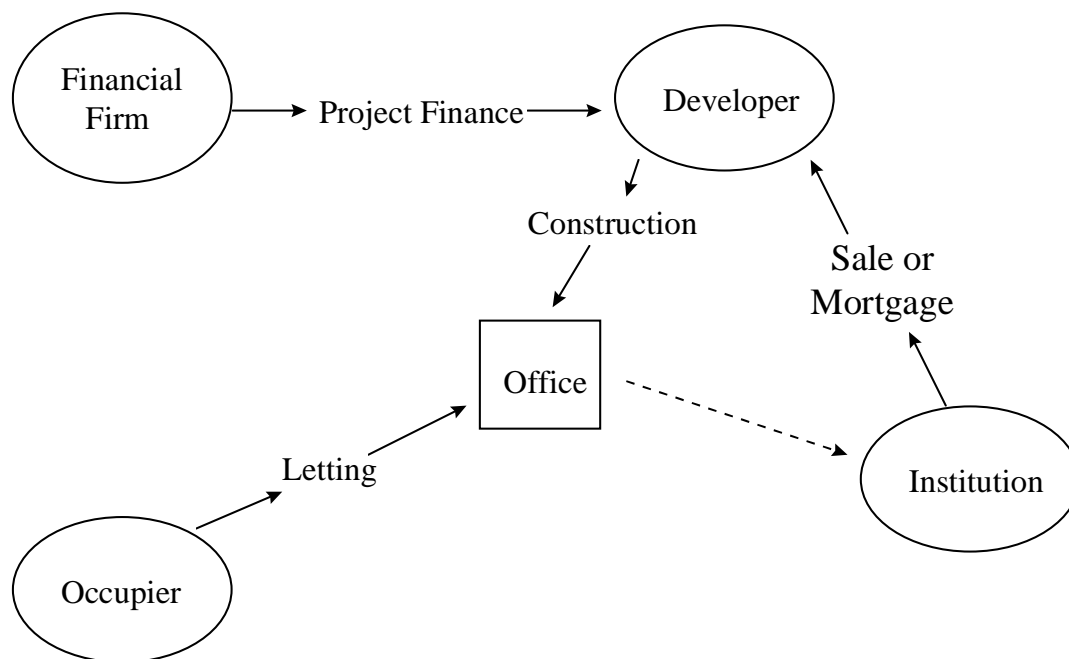 Financial
Firm
Project Finance
Developer
Construction
Sale or
Mortgage
Office
Letting
Institution
Occupier